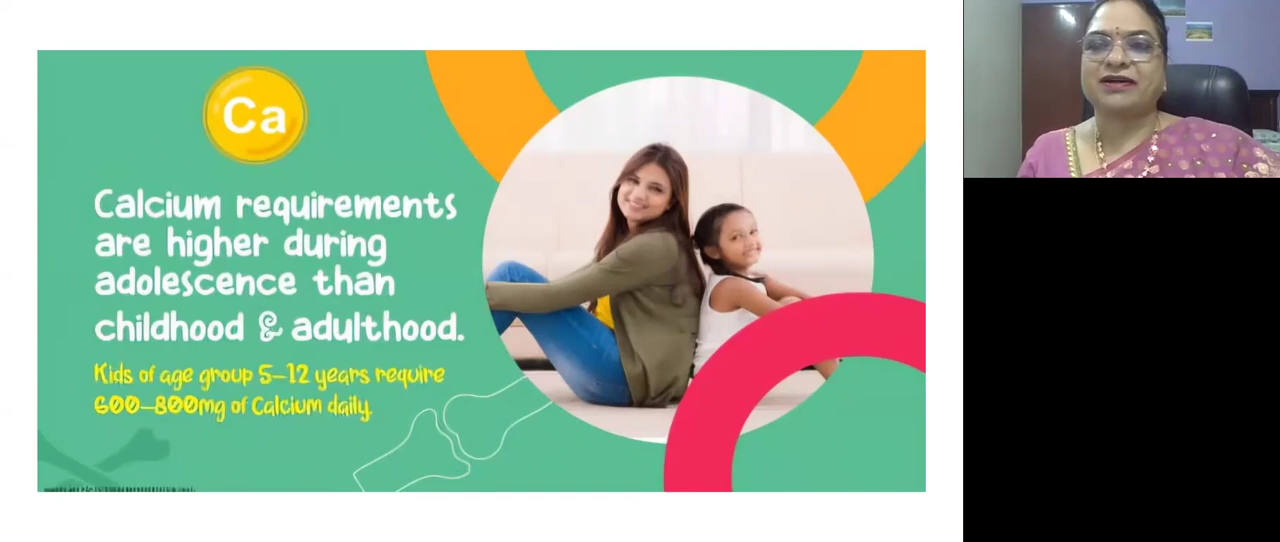 Ca
Calcium requirements
are higher during
adolescence than
childhood & adulthood.
Kids of age group 5–12 years require
600–800mg of Calcium daily.